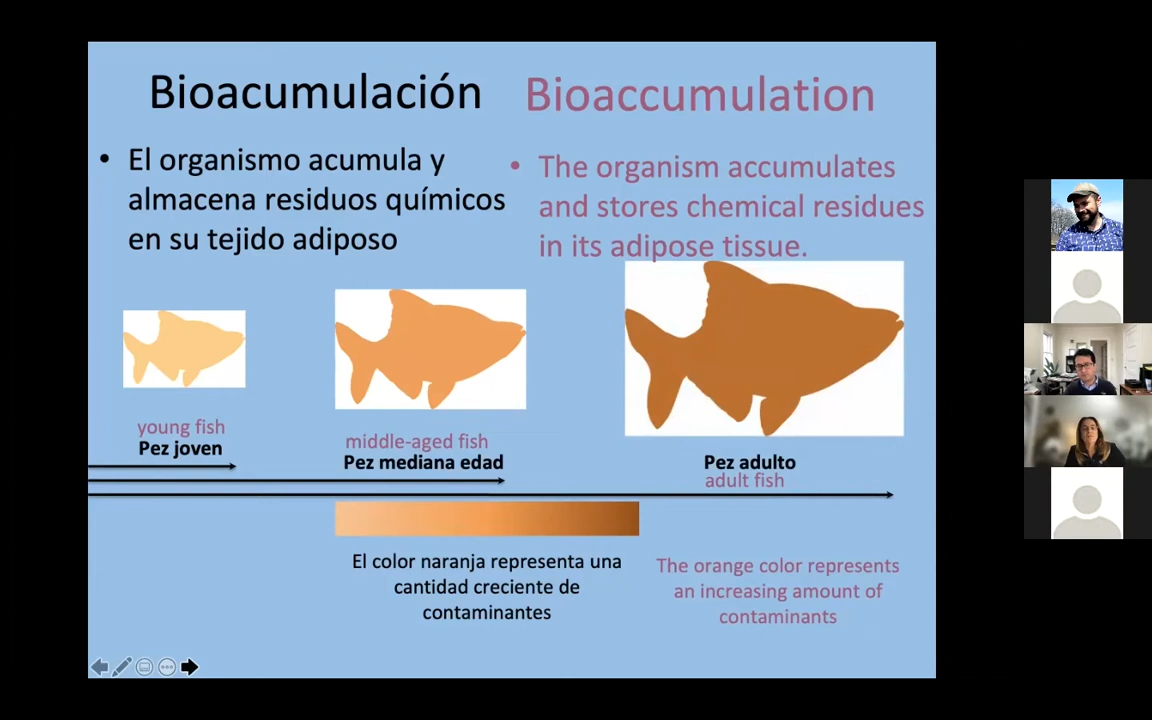 Bioacumulación
Bioaccumulation
• El organismo acumula y
almacena residuos químicos
en su tejido adiposo
• The organism accumulates
and stores chemical residues
in its adipose tissue.
young fish
Pez joven
middle-aged fish
Pez mediana edad
Pez adulto
adult fish
El color naranja representa una
cantidad creciente de
contaminantes
The orange color represents
an increasing amount of
contaminants